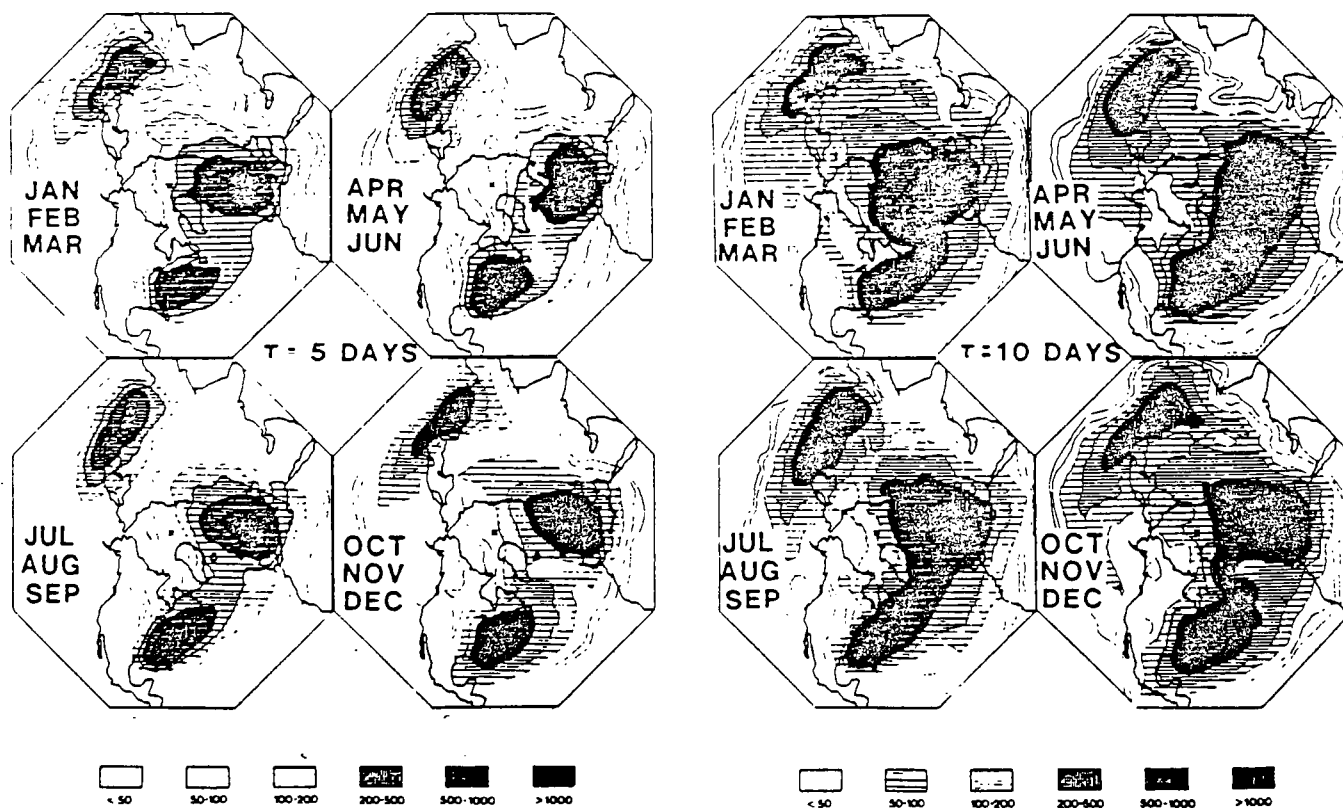 JAN
FEB
MAR
APR
MAY
JUN
τ = 5 DAYS
JUL
AUG
SEP
OCT
NOV
DEC
JAN
FEB
MAR
APR
MAY
JUN
τ = 10 DAYS
JUL
AUG
SEP
OCT
NOV
DEC
< 50 50-100 100-200 200-500 500-1000 >1000
< 50 50-100 100-200 200-500 500-1000 >1000